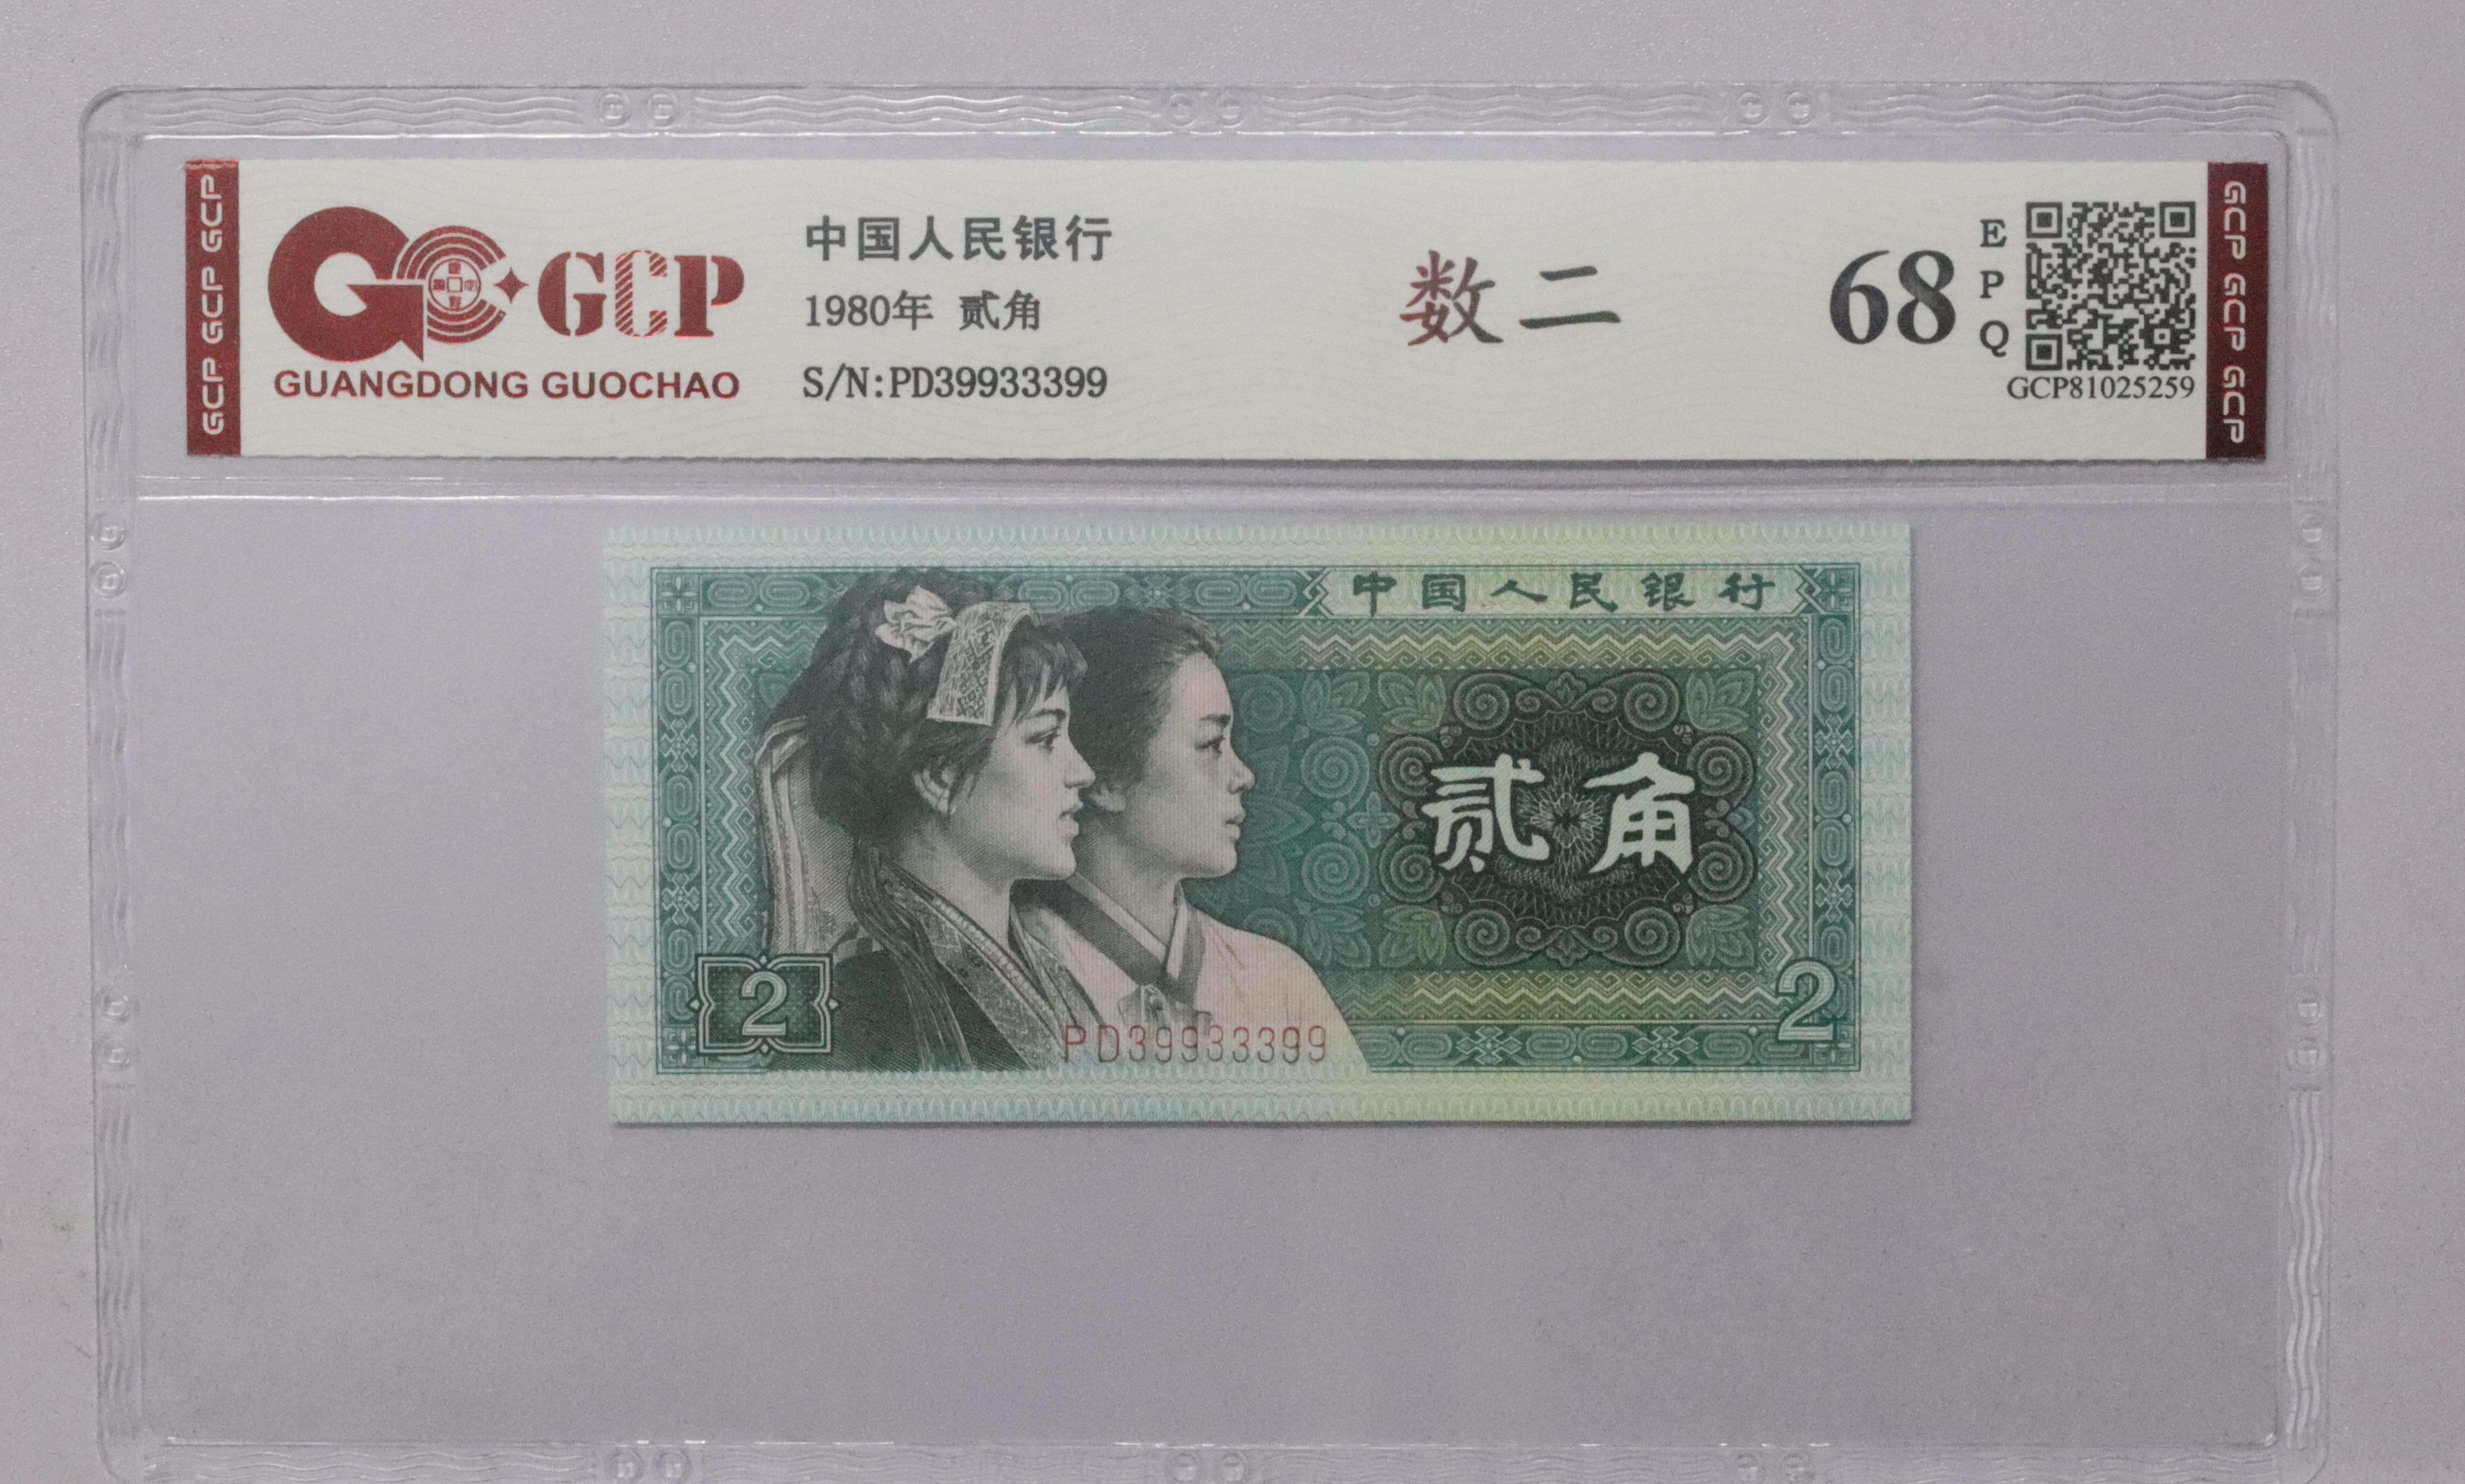 GCP GCP GCP
GCP
GUANGDONG GUOCHAO
中国人民银行
1980年 贰角
S/N:PD39933399
数二
68
E
P
Q
GCP81025259
GCP GCP GCP
中国人民银行
贰角
2
2
PD39933399